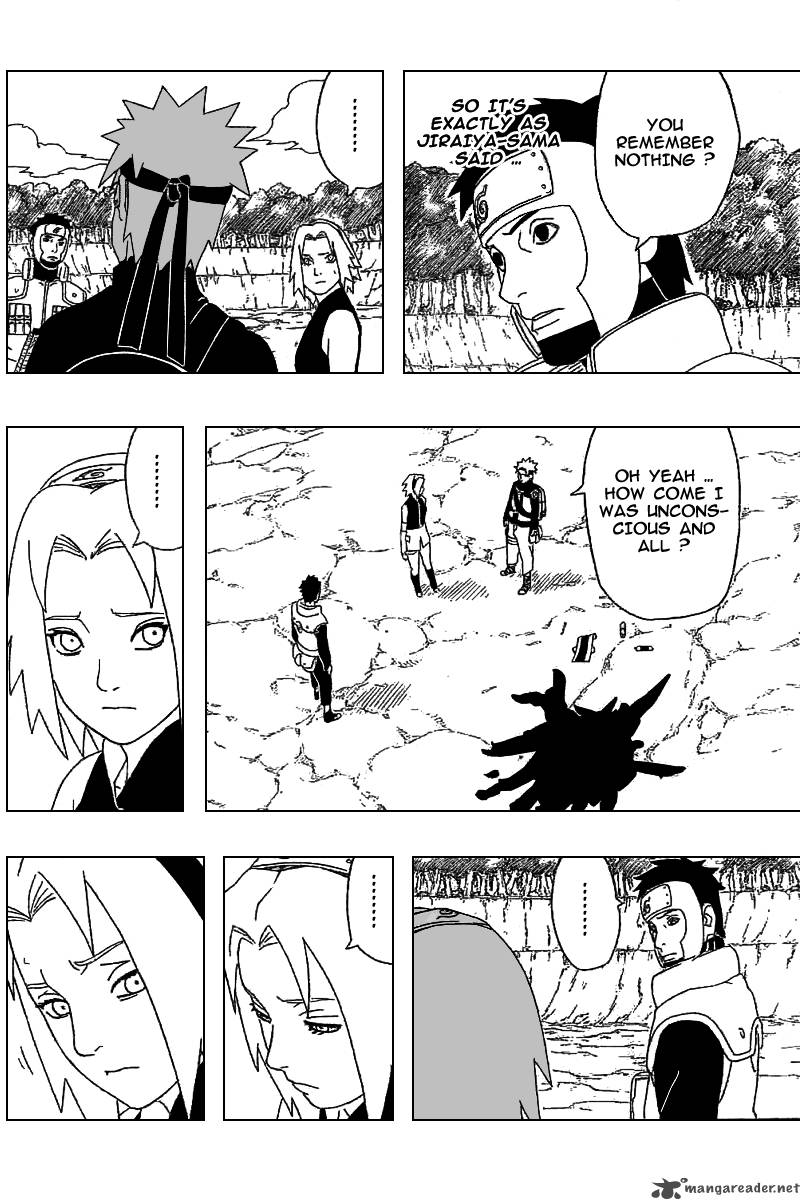 YOU
REMEMBER
NOTHING ?
SO IT'S
EXACTLY AS
JIRAIYA-SAMA
SAID ...
......
OH YEAH ...
HOW COME I
WAS UNCONS-
CIOUS AND
ALL ?
......
......
......
mangareader.net